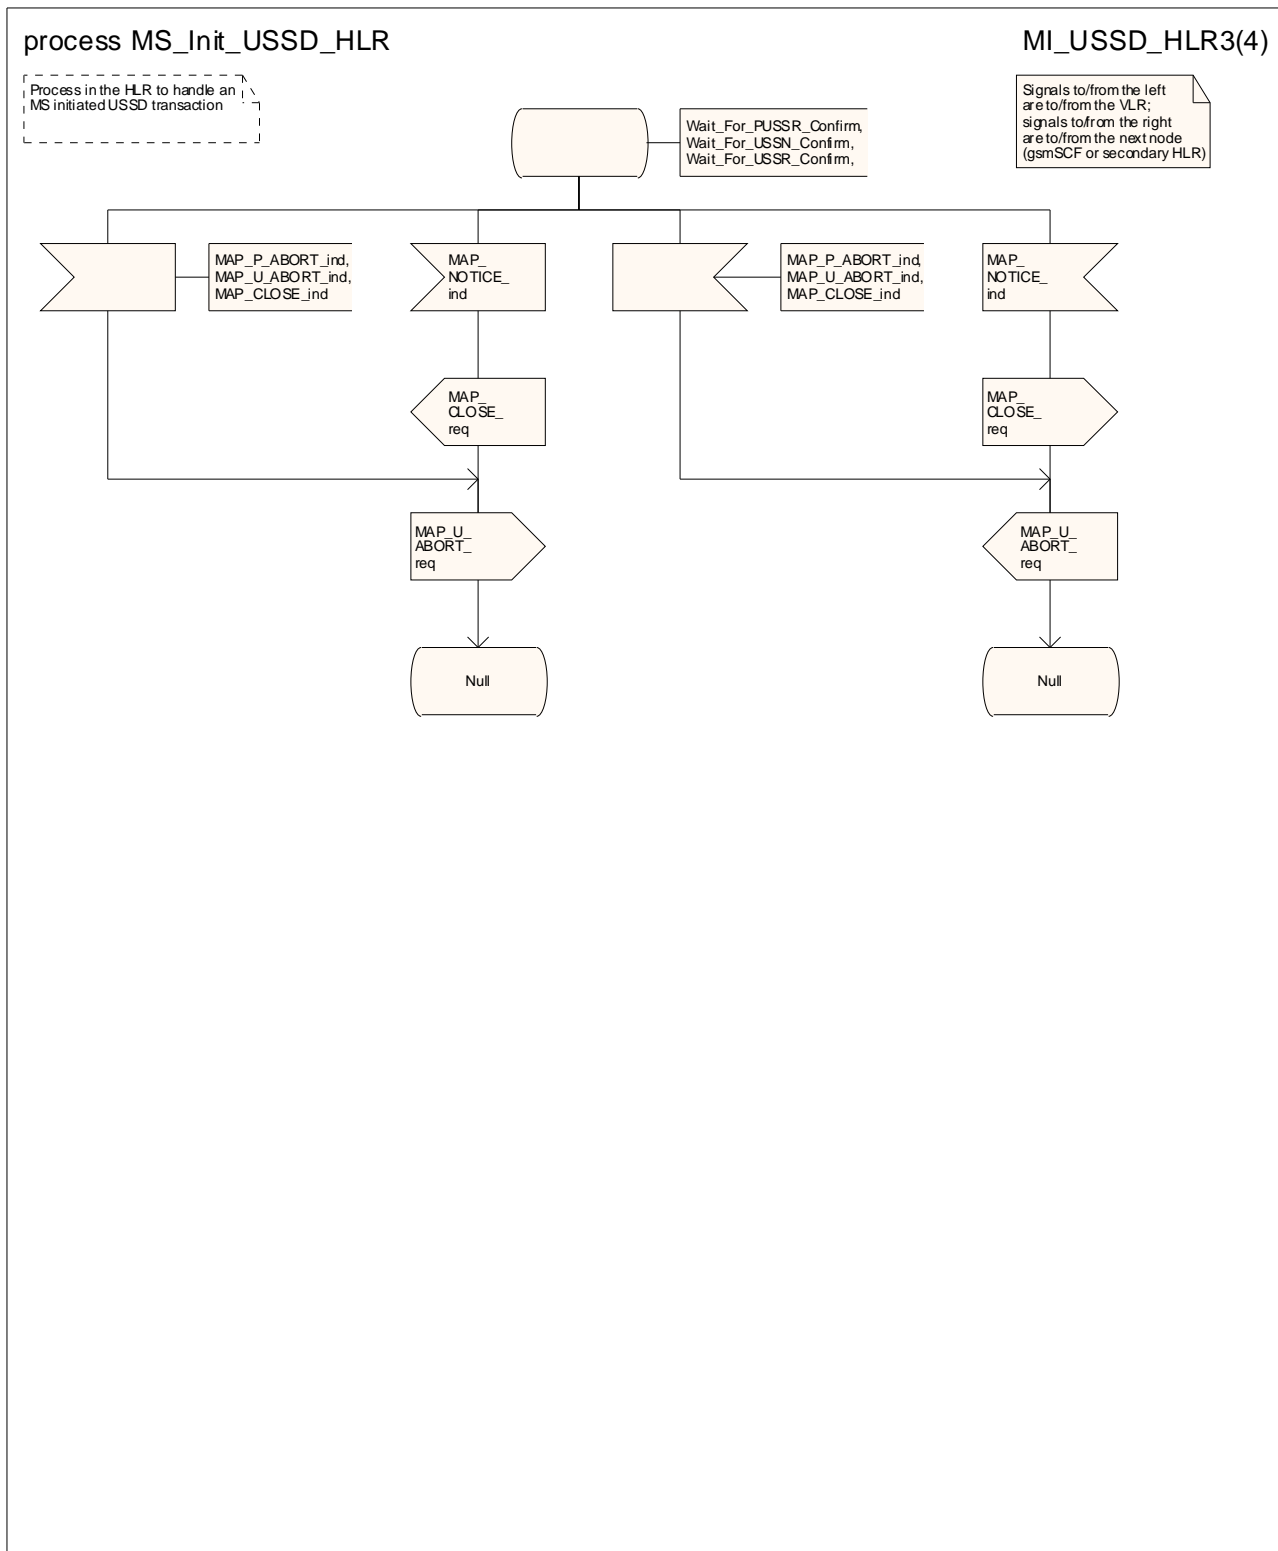 process MS_Init_USSD_HLR
MI_USSD_HLR3(4)
Process in the HLR to handle an
MS initiated USSD transaction
Signals to/from the left
are to/from the VLR;
signals to/from the right
are to/from the next node
(gsmSCF or secondary HLR)
Wait_For_PUSSR_Confirm,
Wait_For_USSN_Confirm,
Wait_For_USSR_Confirm,
MAP_P_ABORT_ind,
MAP_U_ABORT_ind,
MAP_CLOSE_ind
MAP_
NOTICE_
ind
MAP_P_ABORT_ind,
MAP_U_ABORT_ind,
MAP_CLOSE_ind
MAP_
NOTICE_
ind
MAP_
CLOSE_
req
MAP_
CLOSE_
req
MAP_U_
ABORT_
req
MAP_U_
ABORT_
req
Null
Null